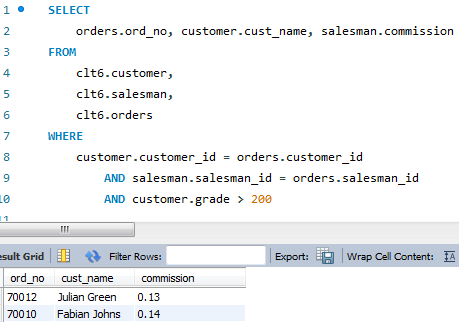 1 SELECT
2 orders.ord_no, customer.cust_name, salesman.commission
3 FROM
4 clt6.customer,
5 clt6.salesman,
6 clt6.orders
7 WHERE
8 customer.customer_id = orders.customer_id
9 AND salesman.salesman_id = orders.salesman_id
10 AND customer.grade > 200
11
esult Grid Filter Rows: Export: Wrap Cell Content:
ord_no cust_name commission
70012 Julian Green 0.13
70010 Fabian Johns 0.14